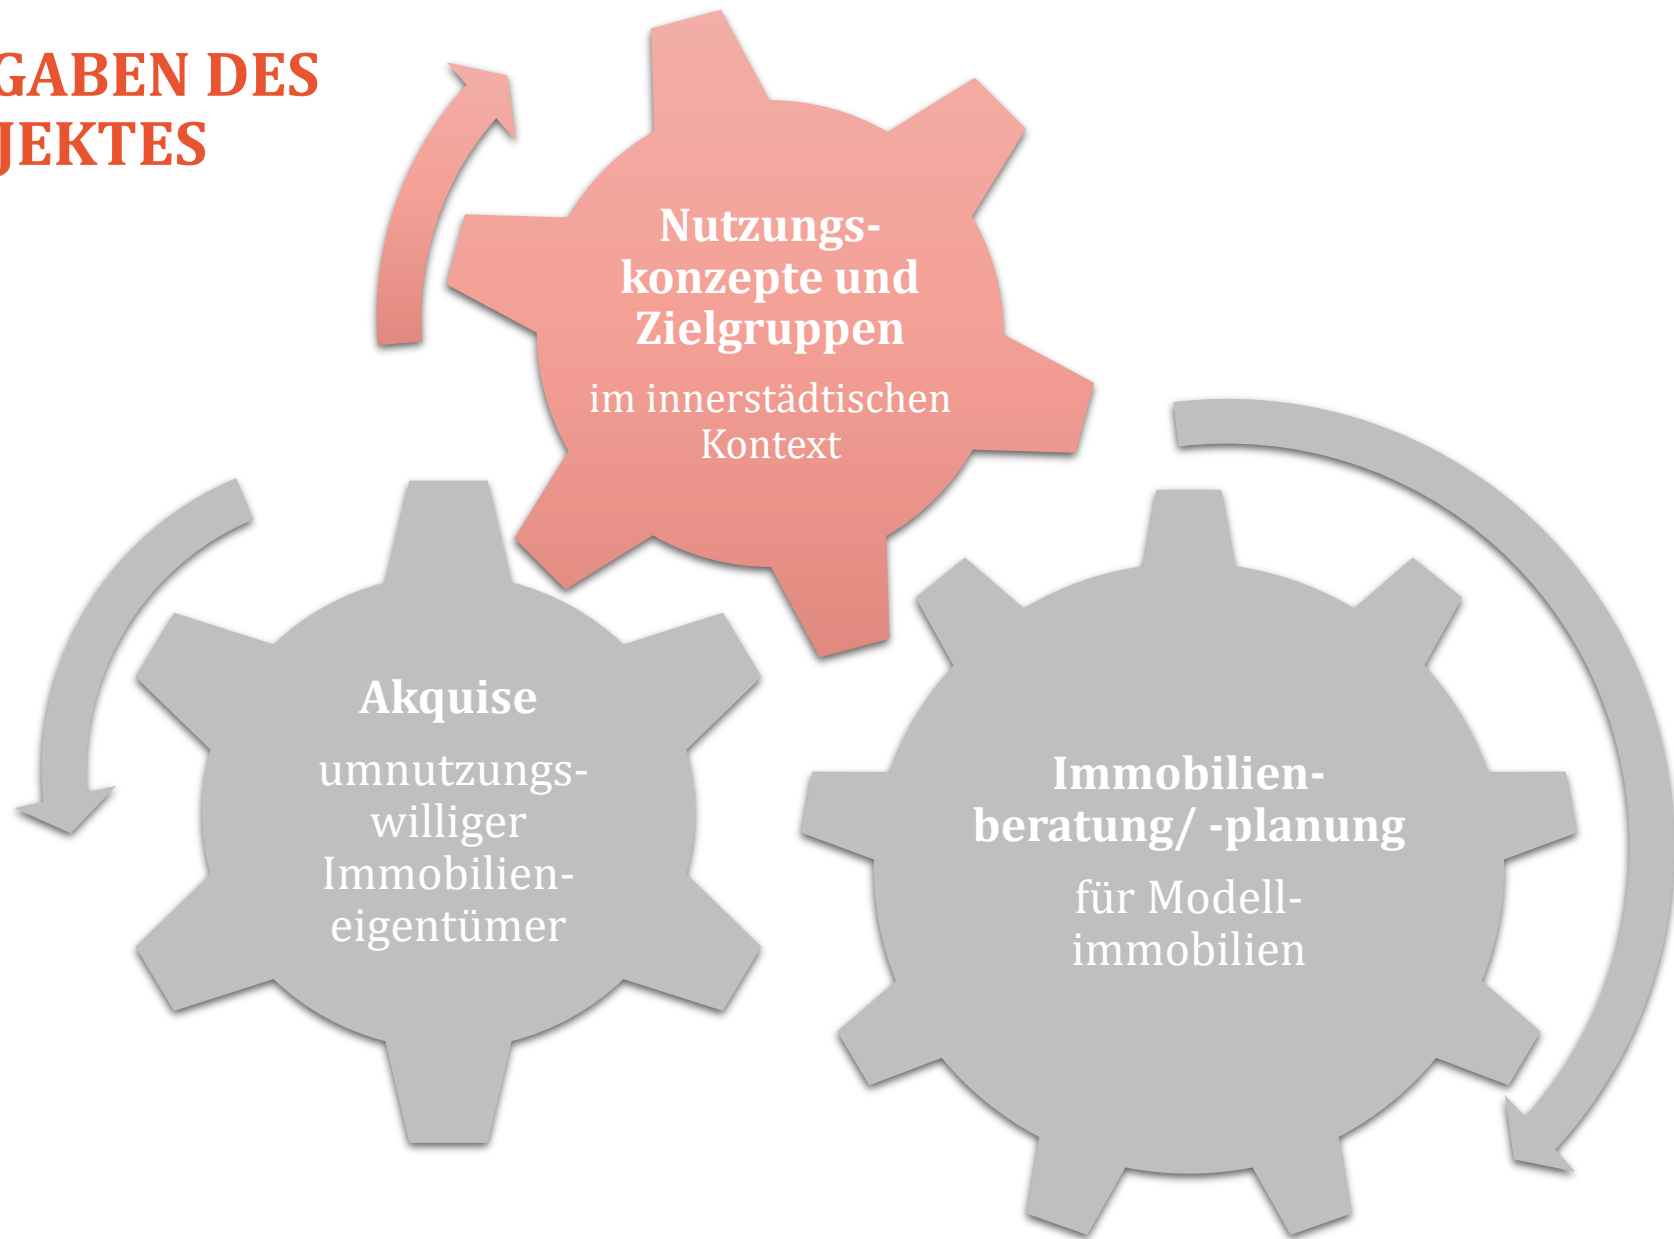 GABEN DES
JEKTES
Nutzungs-
konzepte und
Zielgruppen
im innerstädtischen
Kontext
Akquise
umnutzungs-
williger
Immobilien-
eigentümer
Immobilien-
beratung/ -planung
für Modell-
immobilien